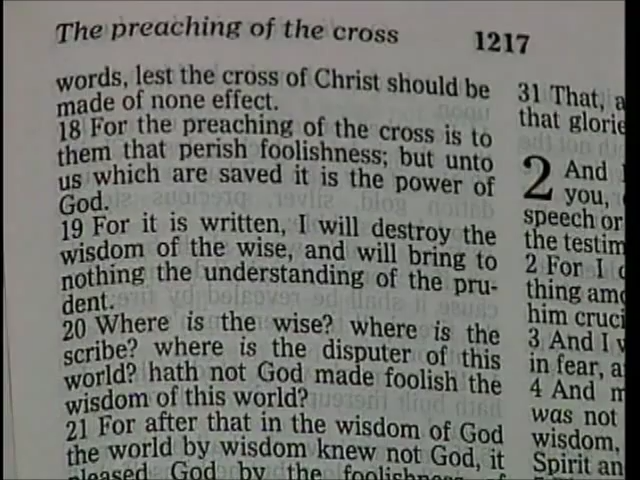 The preaching of the cross
1217
words, lest the cross of Christ should be
made of none effect.
18 For the preaching of the cross is to
them that perish foolishness; but unto
us which are saved it is the power of
God.
19 For it is written, I will destroy the
wisdom of the wise, and will bring to
nothing the understanding of the pru-
dent.
20 Where is the wise? where is the
scribe? where is the disputer of this
world? hath not God made foolish the
wisdom of this world?
21 For after that in the wisdom of God
the world by wisdom knew not God, it
pleased God by the foolishness of
31 That, a
that glorie
2 And
you,
speech or
the testim
2 For I
thing amo
him cruci
3 And I
in fear, a
4 And m
was not
wisdom,
Spirit an